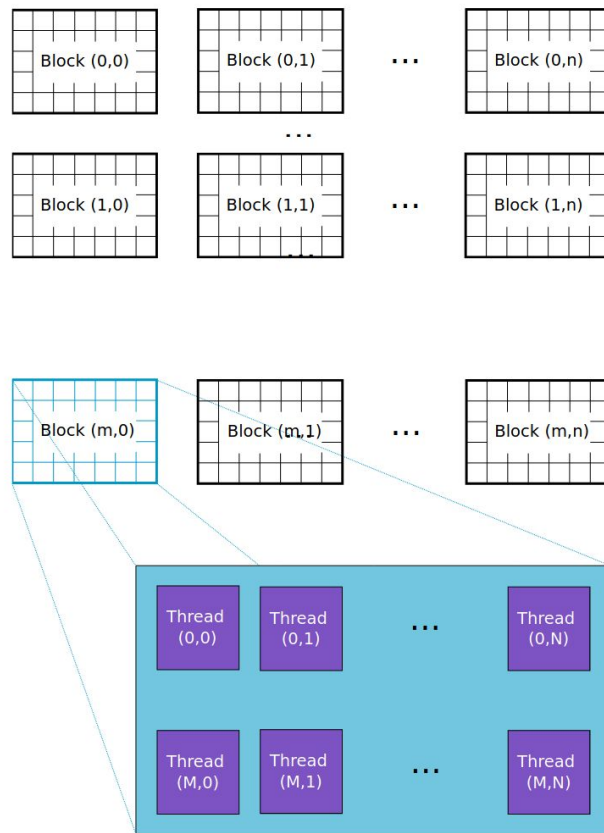 Block (0,0)
Block (0,1)
...
Block (0,n)
...
Block (1,0)
Block (1,1)
...
Block (1,n)
...
Block (m,0)
Block (m,1)
...
...
Block (m,n)
Thread
(0,0)
Thread
(0,1)
...
Thread
(0,N)
Thread
(M,0)
Thread
(M,1)
...
Thread
(M,N)